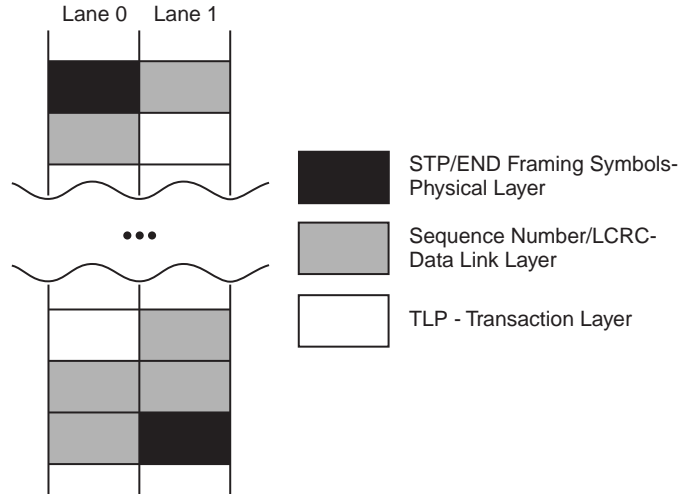 Lane 0 Lane 1
STP/END Framing Symbols-
Physical Layer
Sequence Number/LCRC-
Data Link Layer
TLP - Transaction Layer